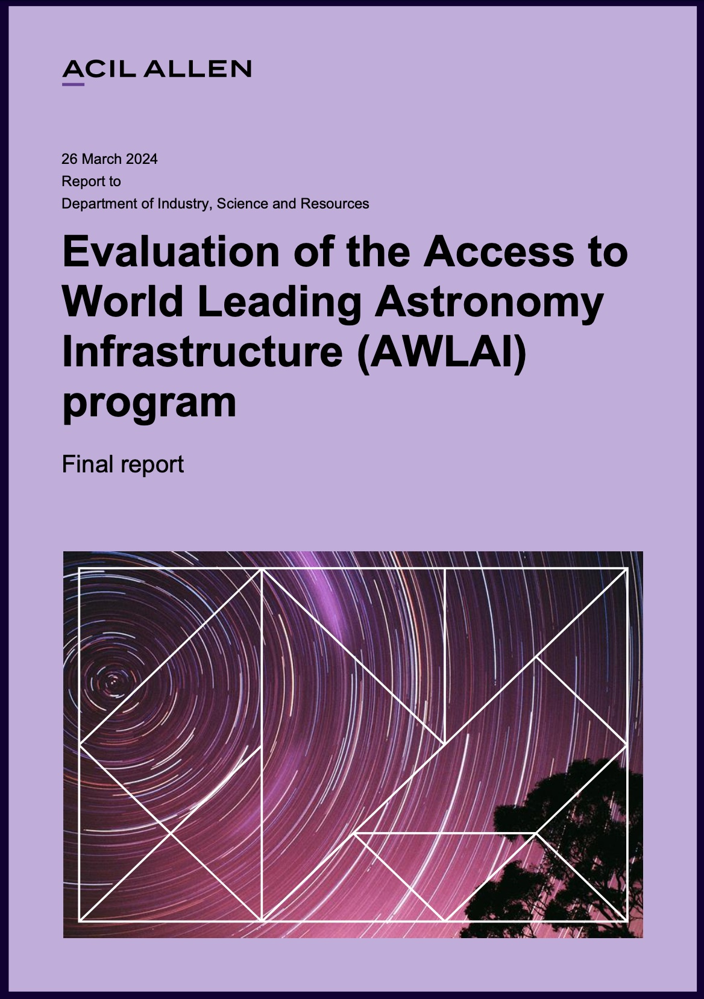 ACIL ALLEN
26 March 2024
Report to
Department of Industry, Science and Resources
Evaluation of the Access to
World Leading Astronomy
Infrastructure (AWLAI)
program
Final report